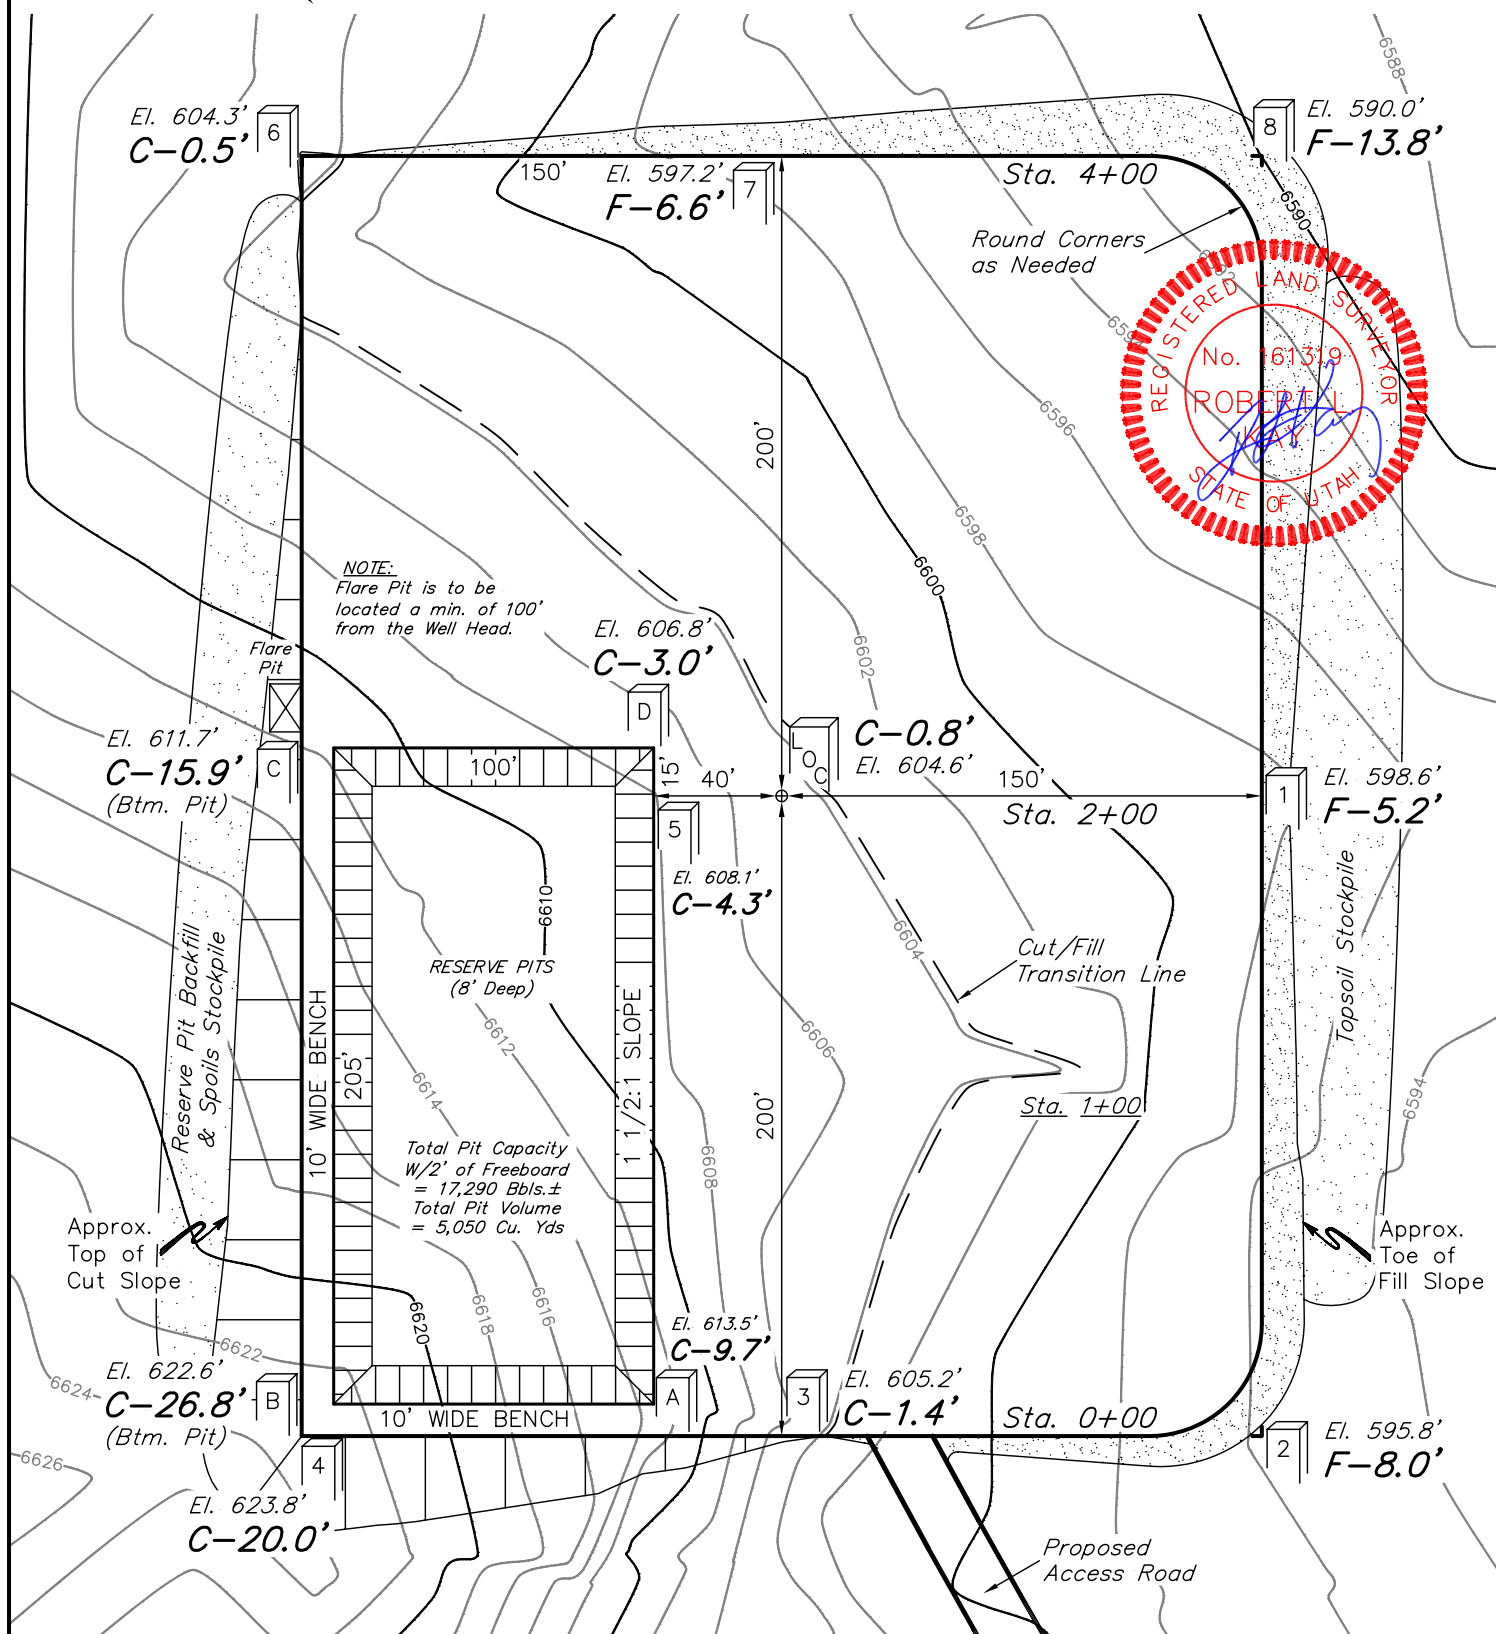 6588
El. 604.3'
C-0.5'
6
150'
El. 597.2'
F-6.6'
7
Sta. 4+00
8
El. 590.0'
F-13.8'
6590
Round Corners
as Needed
REGISTERED LAND SURVEYOR
No. 161319
ROBERT L.
KAY
STATE OF UTAH
6596
200'
6598
6600
NOTE:
Flare Pit is to be
located a min. of 100'
from the Well Head.
Flare
Pit
El. 606.8'
C-3.0'
D
6602
El. 611.7'
C-15.9'
(Btm. Pit)
C
100'
15'
40'
LOC
C-0.8'
El. 604.6'
150'
Sta. 2+00
1
El. 598.6'
F-5.2'
5
El. 608.1'
C-4.3'
6610
6604
Topsoil Stockpile
Reserve Pit Backfill
& Spoils Stockpile
RESERVE PITS
(8' Deep)
Cut/Fill
Transition Line
10' WIDE BENCH
205'
6612
1 1/2:1 SLOPE
6606
6614
200'
Sta. 1+00
6594
Total Pit Capacity
W/2' of Freeboard
= 17,290 Bbls.±
Total Pit Volume
= 5,050 Cu. Yds
6608
Approx.
Top of
Cut Slope
Approx.
Toe of
Fill Slope
6620
6618
6616
6622
6624
El. 613.5'
C-9.7'
A
El. 622.6'
C-26.8'
(Btm. Pit)
B
10' WIDE BENCH
3
El. 605.2'
C-1.4'
Sta. 0+00
2
El. 595.8'
F-8.0'
6626
4
El. 623.8'
C-20.0'
Proposed
Access Road